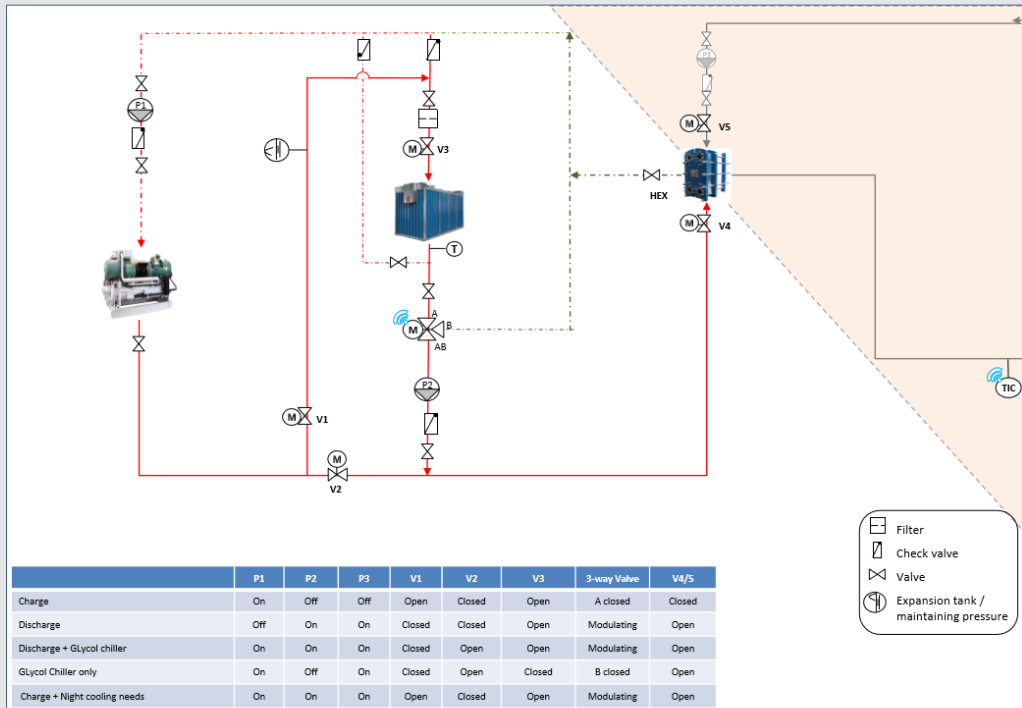 P3
P1
M V5
M V3
HEX
M V4
T
A
M B
AB
P2
TIC
M V1
M
V2
Filter
Check valve
Valve
Expansion tank /
maintaining pressure
P1 P2 P3 V1 V2 V3 3-way Valve V4/5
Charge On Off Off Open Closed Open A closed Closed
Discharge Off On On Closed Closed Open Modulating Open
Discharge + GLycol chiller On On On Closed Open Open Modulating Open
GLycol Chiller only On Off On Closed Open Closed B closed Open
Charge + Night cooling needs On On On Open Closed Open Modulating Open